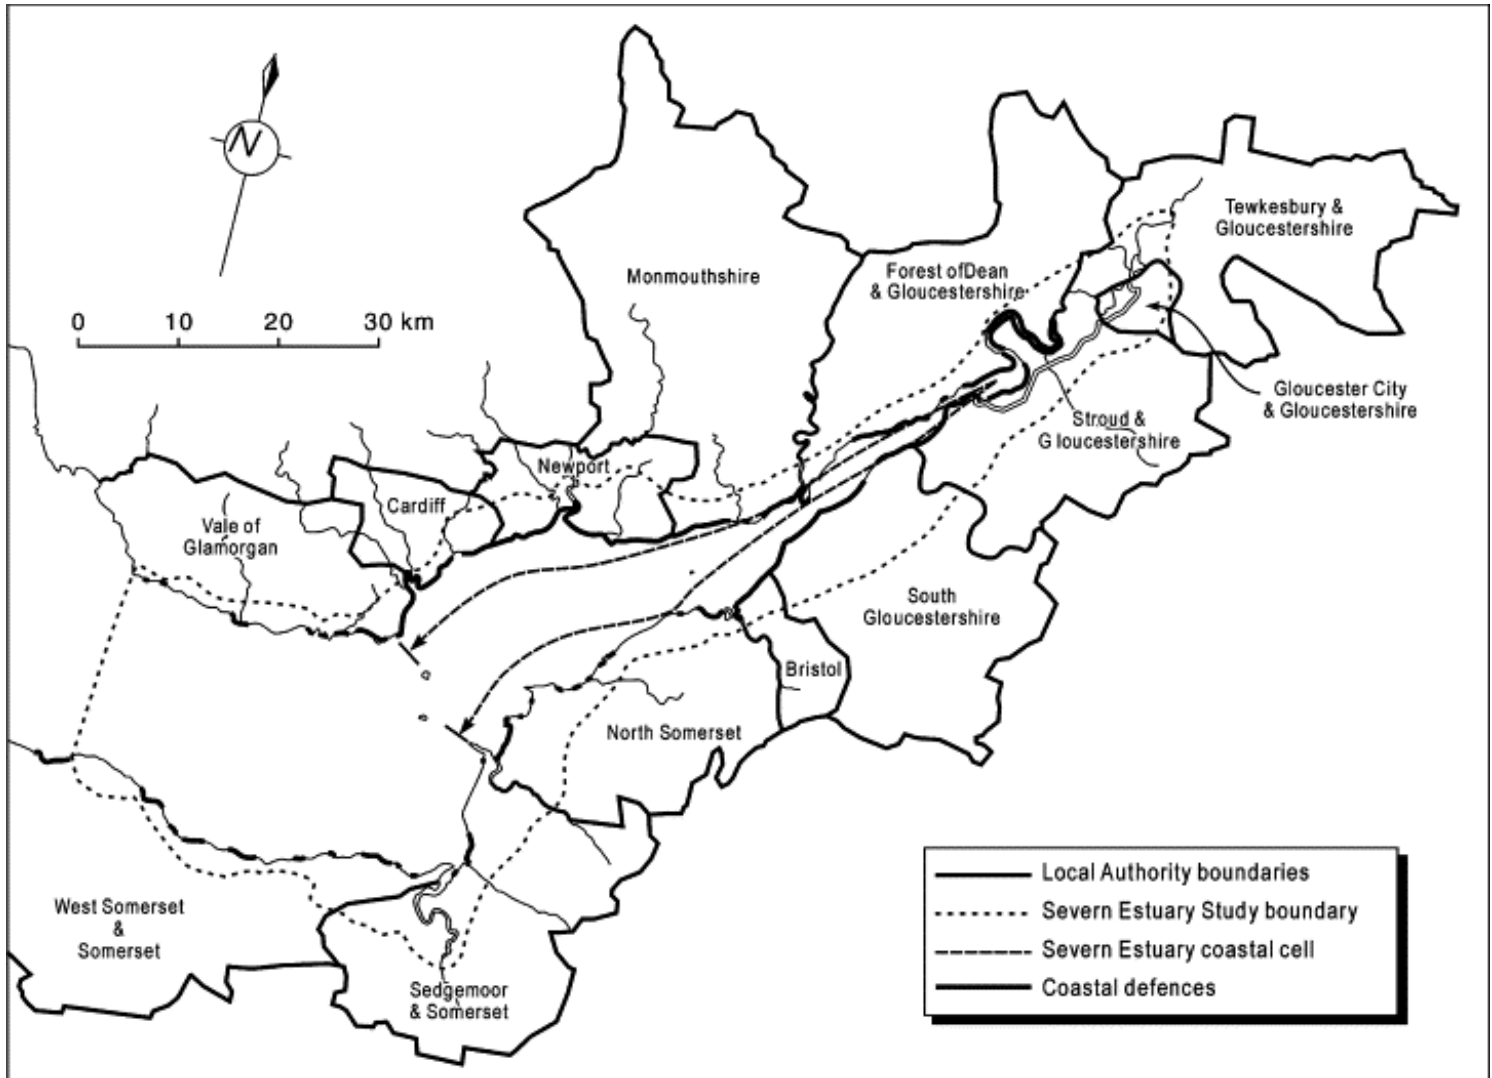 N
0 10 20 30 km
Monmouthshire
Forest ofDean
& Gloucestershire
Tewkesbury &
Gloucestershire
Gloucester City
& Gloucestershire
Stroud &
G loucestershire
Newport
Cardiff
Vale of
Glamorgan
South
Gloucestershire
Bristol
North Somerset
West Somerset
&
Somerset
Sedgemoor
& Somerset
Local Authority boundaries
Severn Estuary Study boundary
Severn Estuary coastal cell
Coastal defences